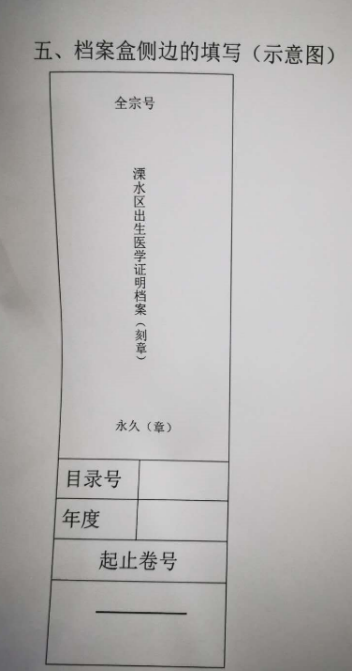 五、档案盒侧边的填写（示意图）
全宗号
溧水区出生医学证明档案（刻章）
永久（章）
目录号
年度
起止卷号